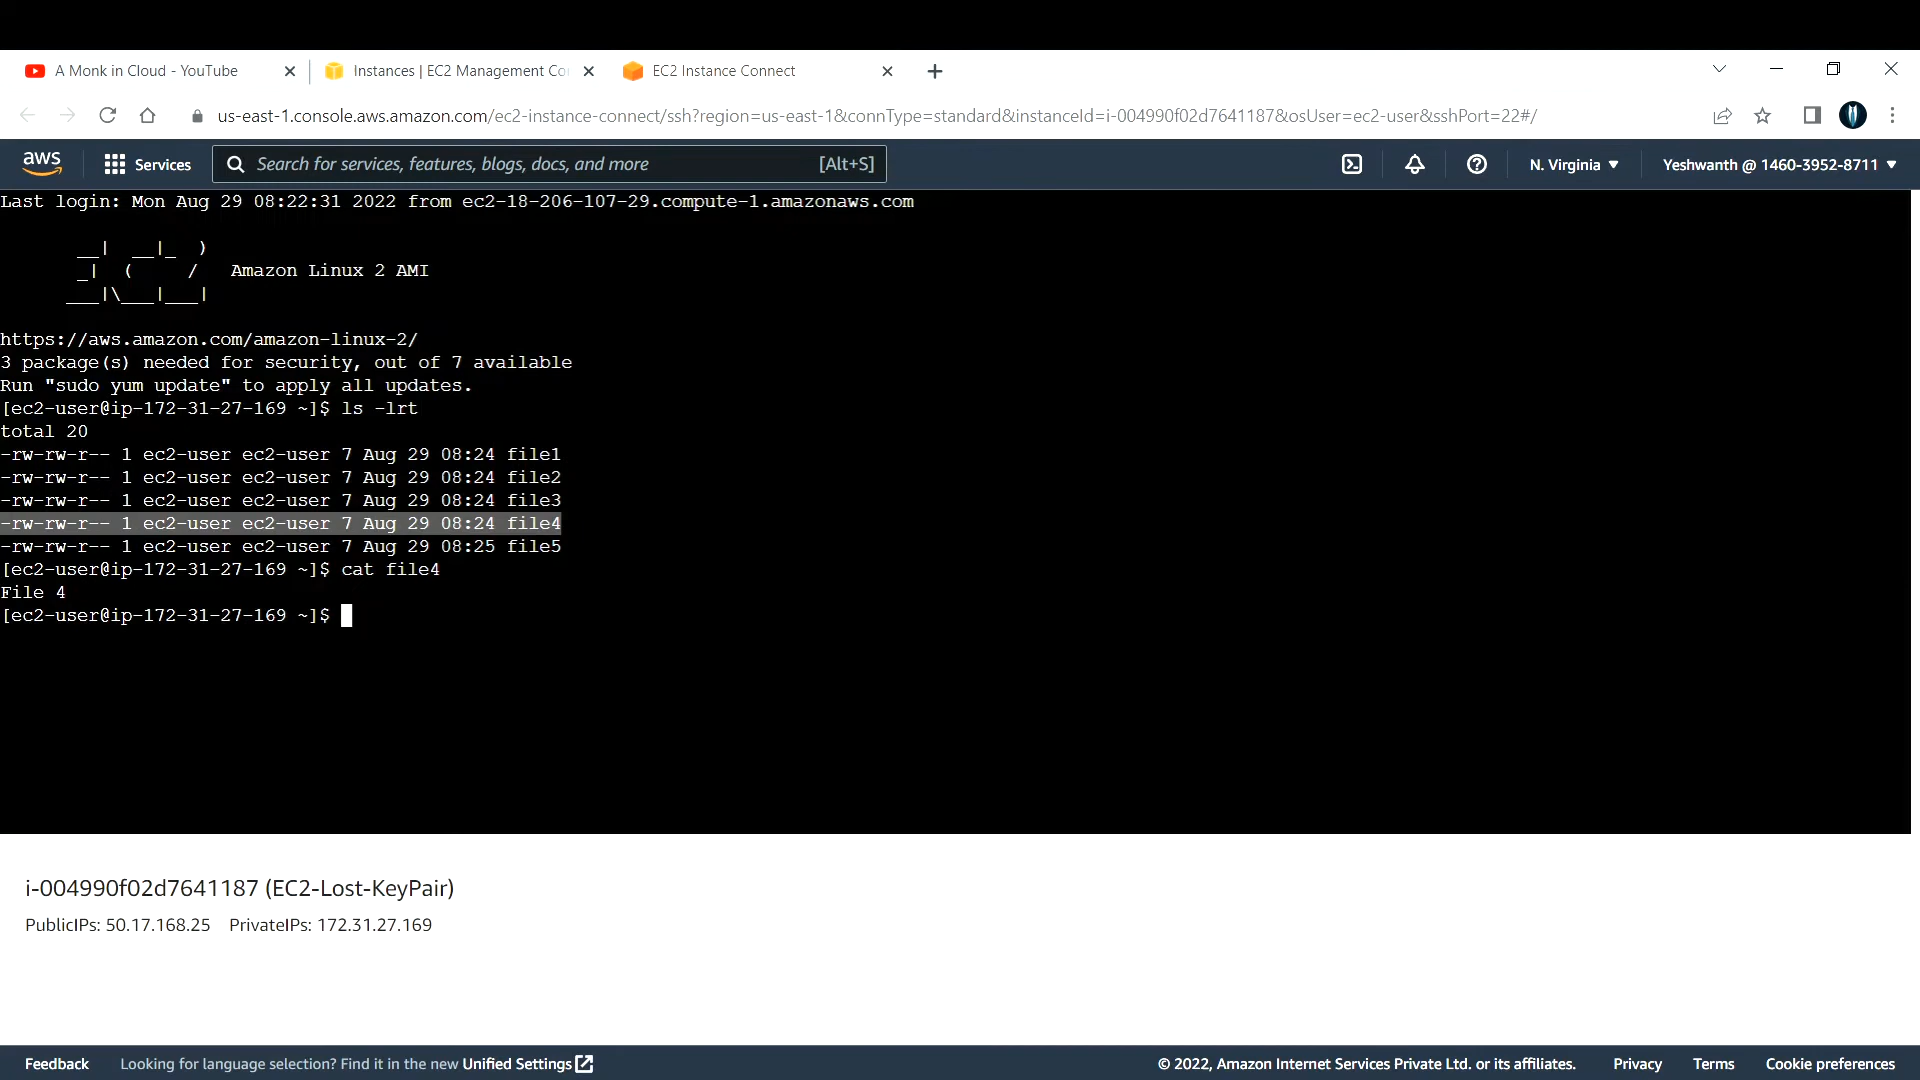 A Monk in Cloud - YouTube
Instances | EC2 Management Co
EC2 Instance Connect
us-east-1.console.aws.amazon.com/ec2-instance-connect/ssh?region=us-east-1&connType=standard&instanceId=i-004990f02d7641187&osUser=ec2-user&sshPort=22#/
aws
Services
Search for services, features, blogs, docs, and more [Alt+S]
N. Virginia
Yeshwanth @ 1460-3952-8711
Last login: Mon Aug 29 08:22:31 2022 from ec2-18-206-107-29.compute-1.amazonaws.com
__|  __|_  )
_|  (     /   Amazon Linux 2 AMI
___|\___|___|
https://aws.amazon.com/amazon-linux-2/
3 package(s) needed for security, out of 7 available
Run "sudo yum update" to apply all updates.
[ec2-user@ip-172-31-27-169 ~]$ ls -lrt
total 20
-rw-rw-r-- 1 ec2-user ec2-user 7 Aug 29 08:24 file1
-rw-rw-r-- 1 ec2-user ec2-user 7 Aug 29 08:24 file2
-rw-rw-r-- 1 ec2-user ec2-user 7 Aug 29 08:24 file3
-rw-rw-r-- 1 ec2-user ec2-user 7 Aug 29 08:24 file4
-rw-rw-r-- 1 ec2-user ec2-user 7 Aug 29 08:25 file5
[ec2-user@ip-172-31-27-169 ~]$ cat file4
File 4
[ec2-user@ip-172-31-27-169 ~]$
i-004990f02d7641187 (EC2-Lost-KeyPair)
PublicIPs: 50.17.168.25 PrivateIPs: 172.31.27.169
Feedback
Looking for language selection? Find it in the new Unified Settings
© 2022, Amazon Internet Services Private Ltd. or its affiliates.
Privacy
Terms
Cookie preferences